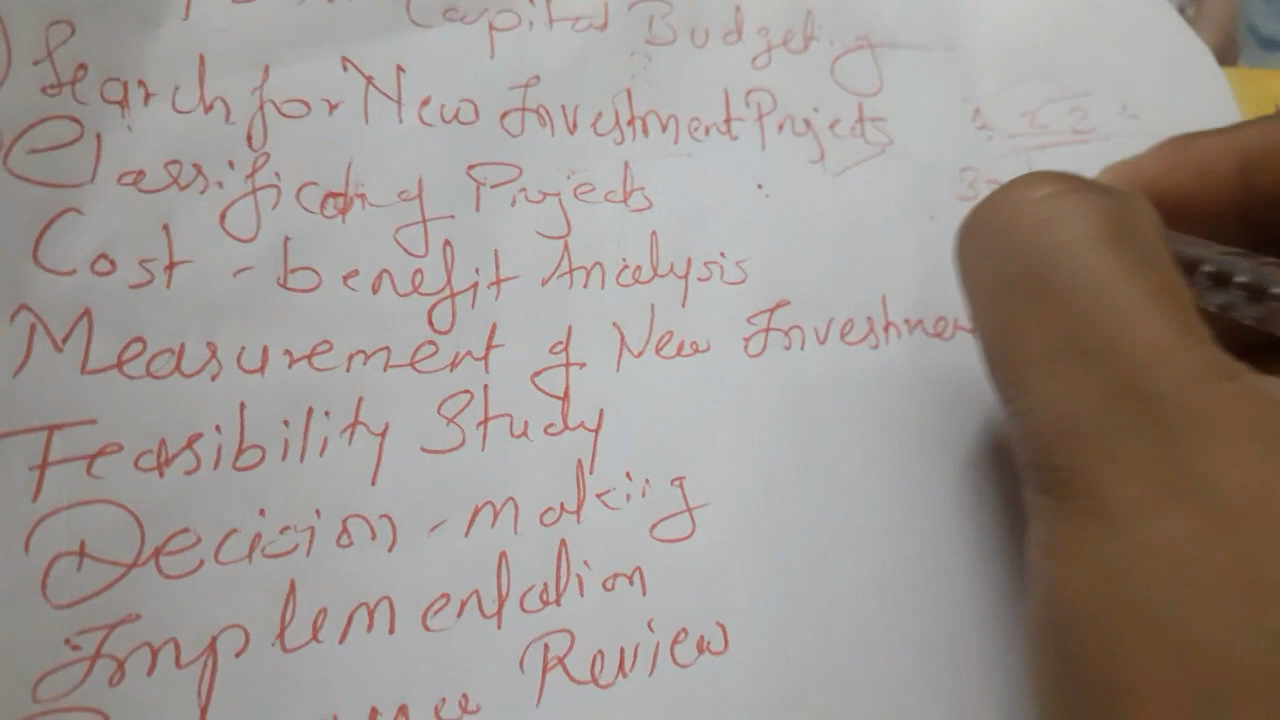 Capital Budgeting
Search for New Investment Projects
Classificating Projects
Cost - benefit Analysis
Measurement of New Investmen
Feasibility Study
Decision - making
Implementation
Review